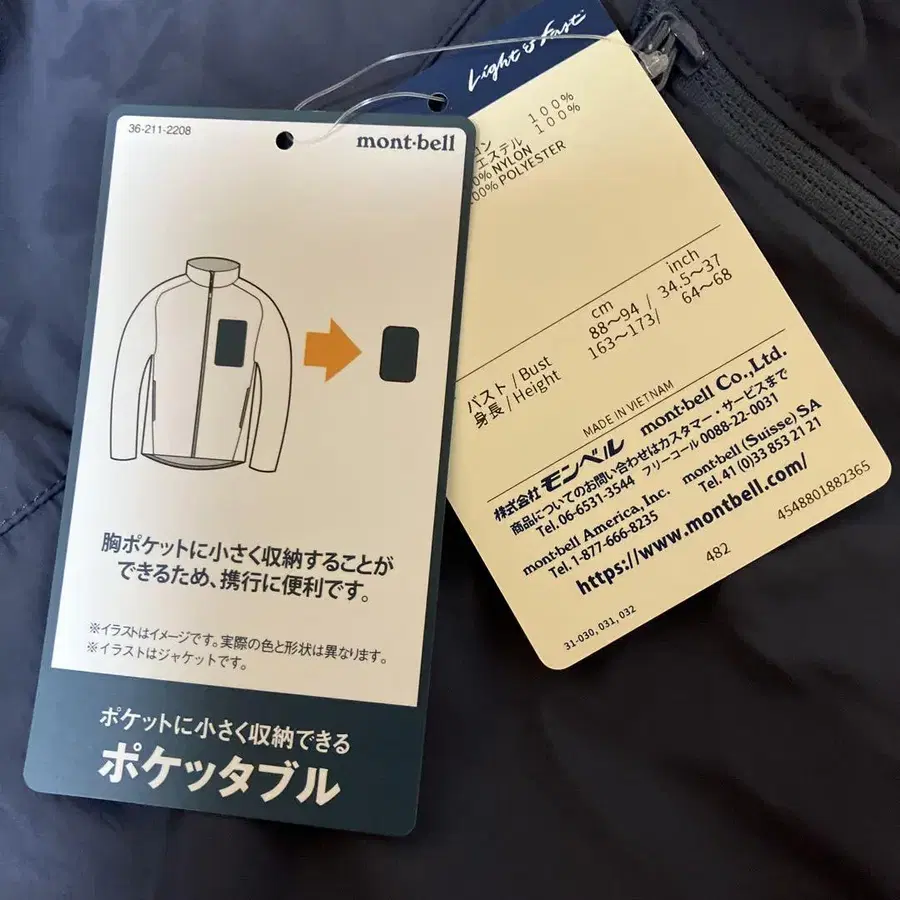 36-211-2208
mont-bell
胸ポケットに小さく収納することが
できるため、携行に便利です。
※イラストはイメージです。実際の色と形状は異なります。
※イラストはジャケットです。
ポケットに小さく収納できる
ポケッタブル
Light & Fast
100%
エステル 100%
% NYLON
100% POLYESTER
cm inch
バスト / Bust 88~94 / 34.5~37
身長 / Height 163~173/ 64~68
MADE IN VIETNAM
株式会社 モンベル mont-bell Co.,Ltd.
商品についてのお問い合わせはカスタマー・サービスまで
Tel. 06-6531-3544 フリーコール 0088-22-0031
mont-bell America, Inc. mont-bell (Suisse) SA
Tel. 1-877-666-8235 Tel. 41 (0)33 853 21 21
https://www.montbell.com/
482 4548801882365
31-030, 031, 032